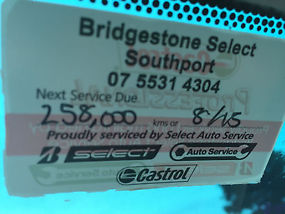 Bridgestone Select
Southport
07 5531 4304
Next Service Due
258,000 kms or 8/15
Proudly serviced by Select Auto Service
B SELECT Auto Service
Castrol